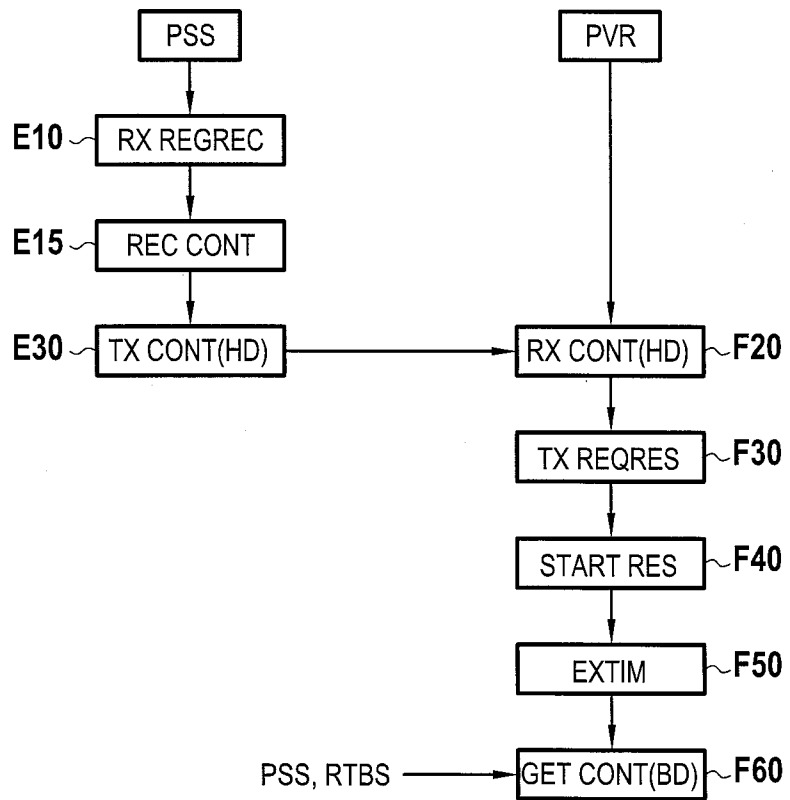 PSS
PVR
E10 RX REGREC
E15 REC CONT
E30 TX CONT(HD)
RX CONT(HD) F20
TX REQRES F30
START RES F40
EXTIM F50
PSS, RTBS
GET CONT(BD) F60